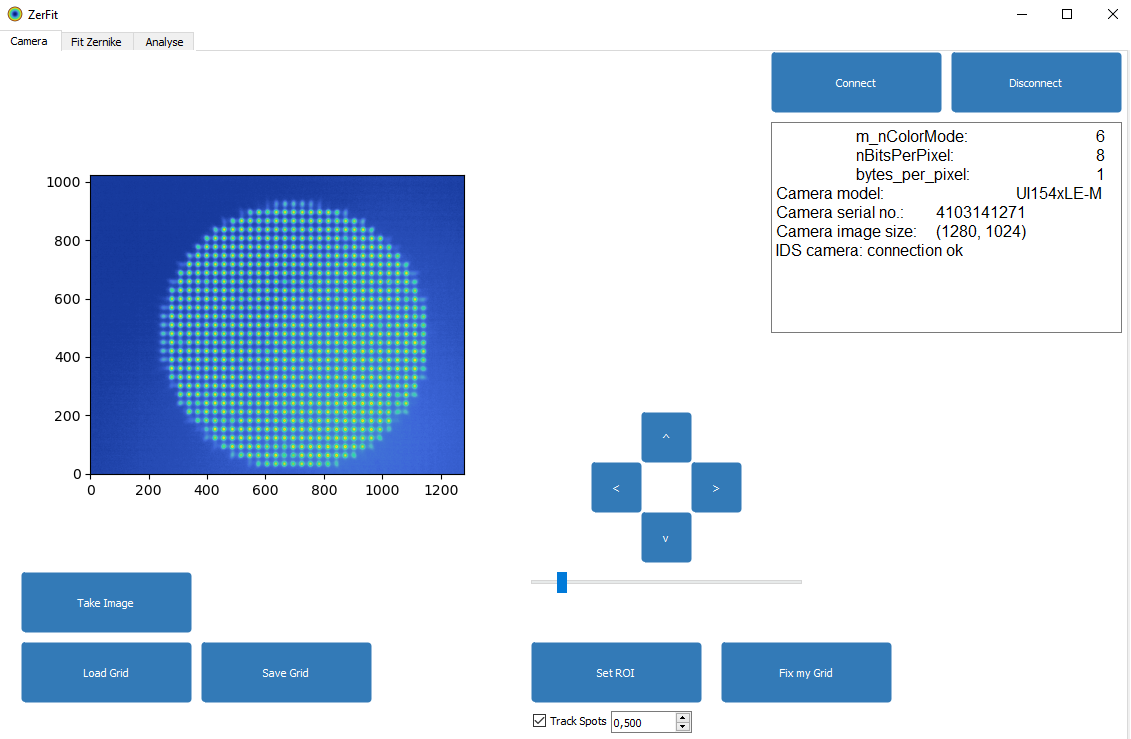 ZerFit
Camera
Fit Zernike
Analyse
Connect
Disconnect
m_nColorMode: 6
nBitsPerPixel: 8
bytes_per_pixel: 1
Camera model: UI154xLE-M
Camera serial no.: 4103141271
Camera image size: (1280, 1024)
IDS camera: connection ok
1000
800
600
400
200
0
0 200 400 600 800 1000 1200
^
<
>
v
Take Image
Load Grid
Save Grid
Set ROI
Fix my Grid
Track Spots 0,500